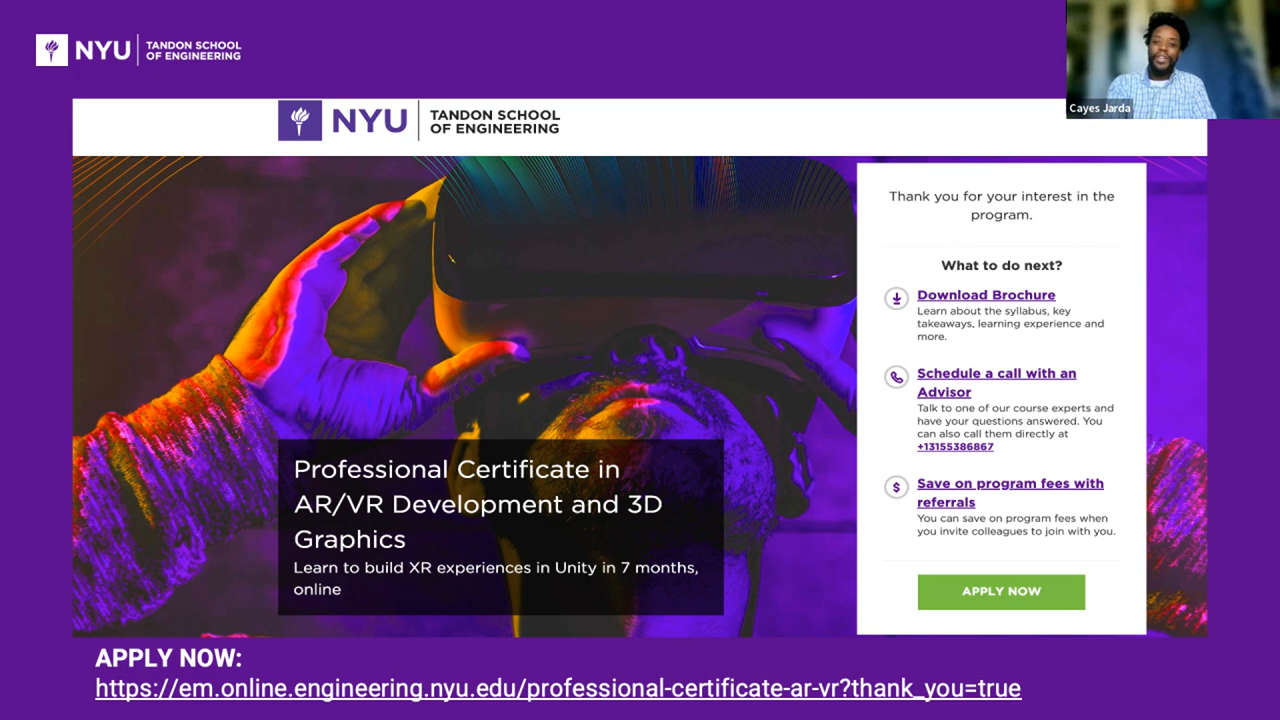 NYU
TANDON SCHOOL
OF ENGINEERING
Cayes Jarda
NYU
TANDON SCHOOL
OF ENGINEERING
Professional Certificate in
AR/VR Development and 3D
Graphics
Learn to build XR experiences in Unity in 7 months,
online
Thank you for your interest in the
program.
What to do next?
Download Brochure
Learn about the syllabus, key
takeaways, learning experience and
more.
Schedule a call with an
Advisor
Talk to one of our course experts and
have your questions answered. You
can also call them directly at
+13155386867
$
Save on program fees with
referrals
You can save on program fees when
you invite colleagues to join with you.
APPLY NOW
APPLY NOW:
https://em.online.engineering.nyu.edu/professional-certificate-ar-vr?thank_you=true